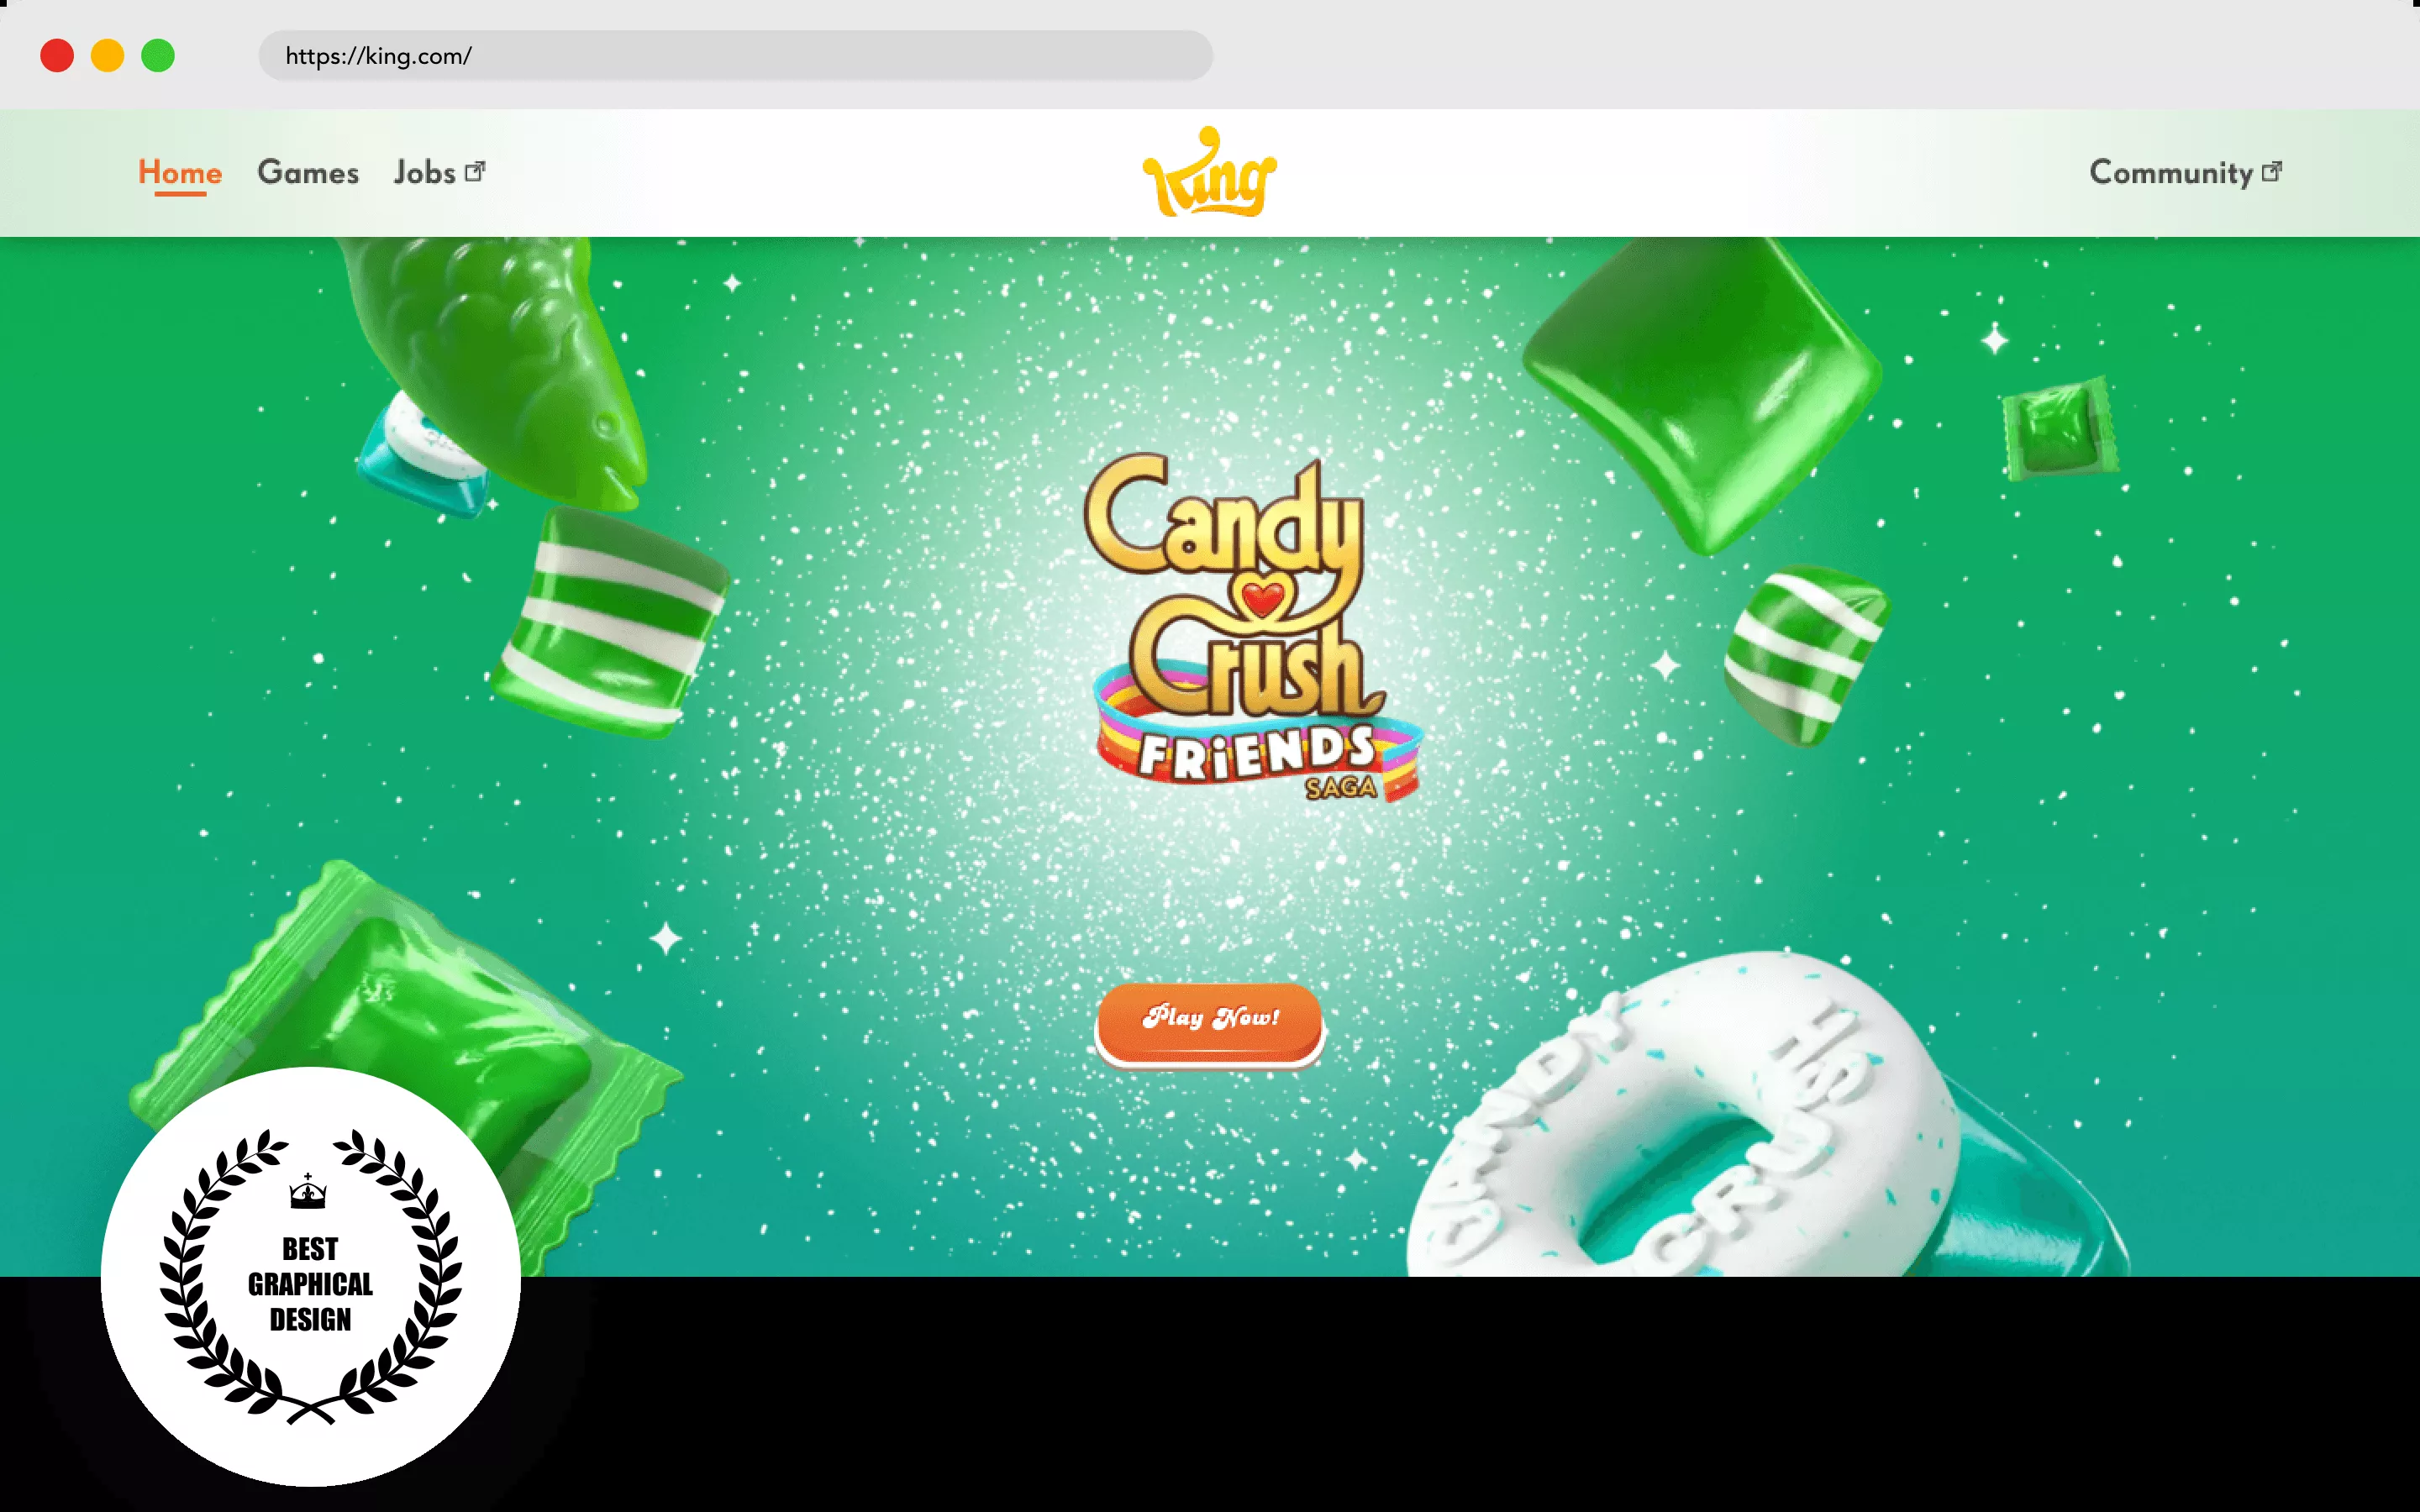 https://king.com/
Home Games Jobs
King
Community
Candy
Crush
FRiENDS
SAGA
Play Now!
CANDY CRUSH
BEST
GRAPHICAL
DESIGN